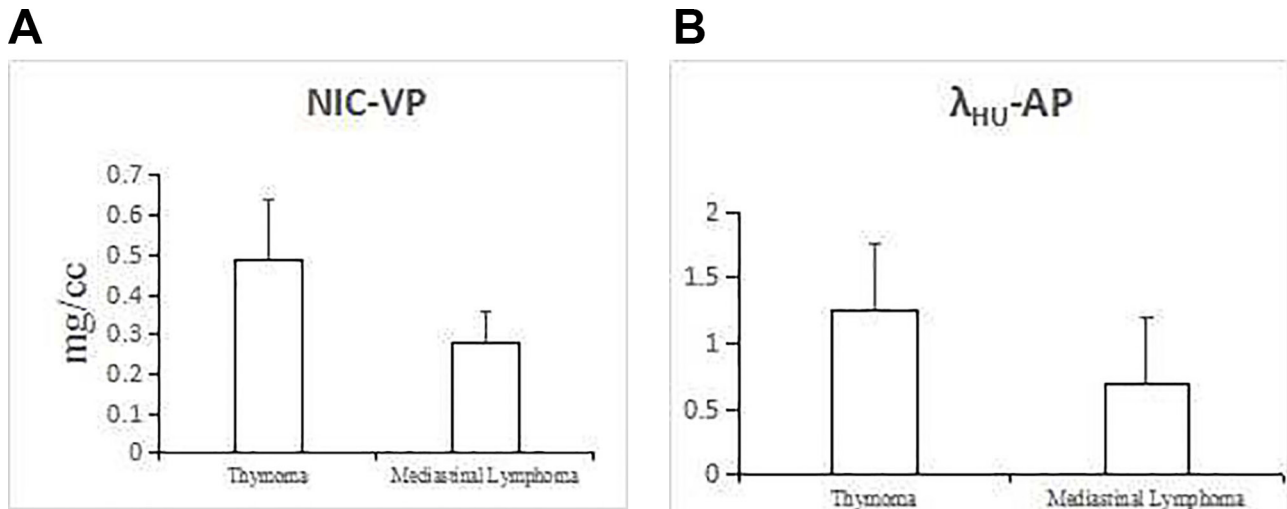 A
NIC-VP
0.7
0.6
0.5
0.4
0.3
0.2
0.1
0
mg/cc
Thymoma
Mediastinal Lymphoma
B
λHU-AP
2
1.5
1
0.5
0
Thymoma
Mediastinal Lymphoma